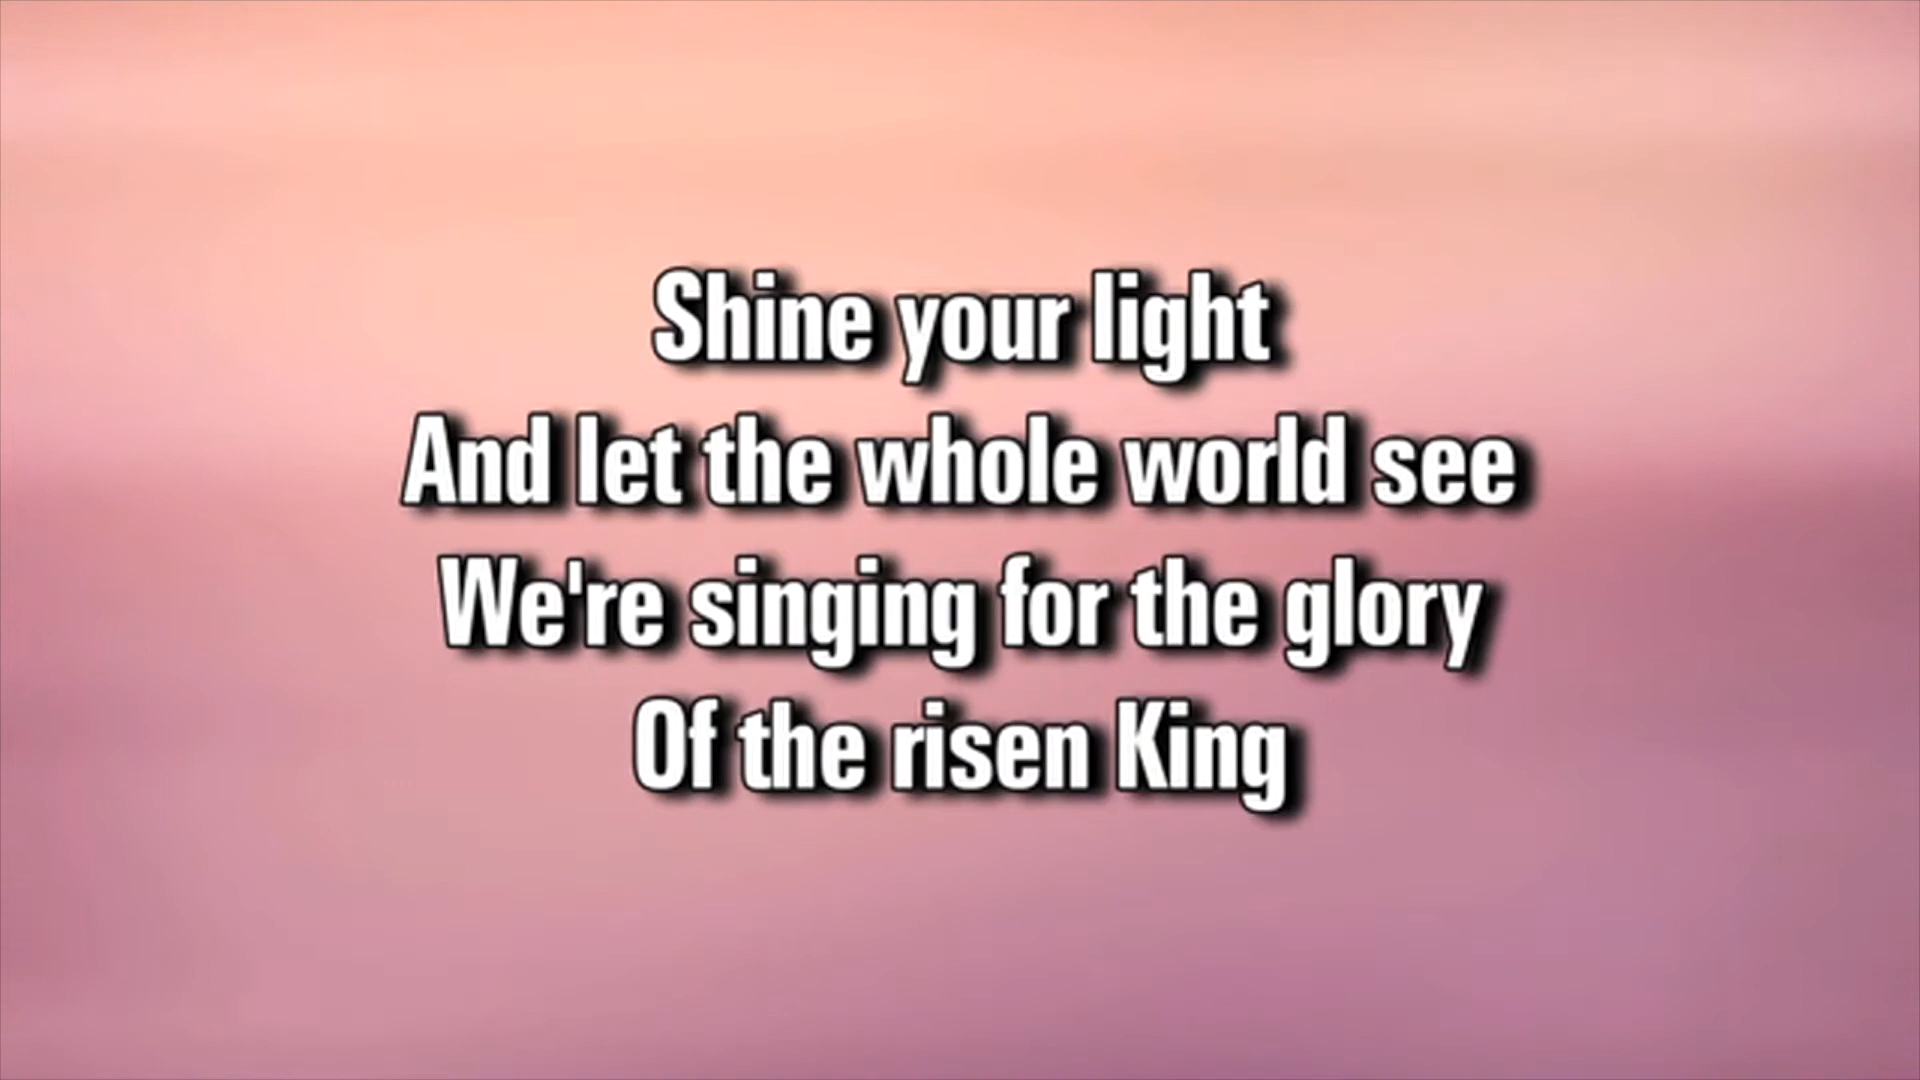 Shine your light
And let the whole world see
We're singing for the glory
Of the risen King